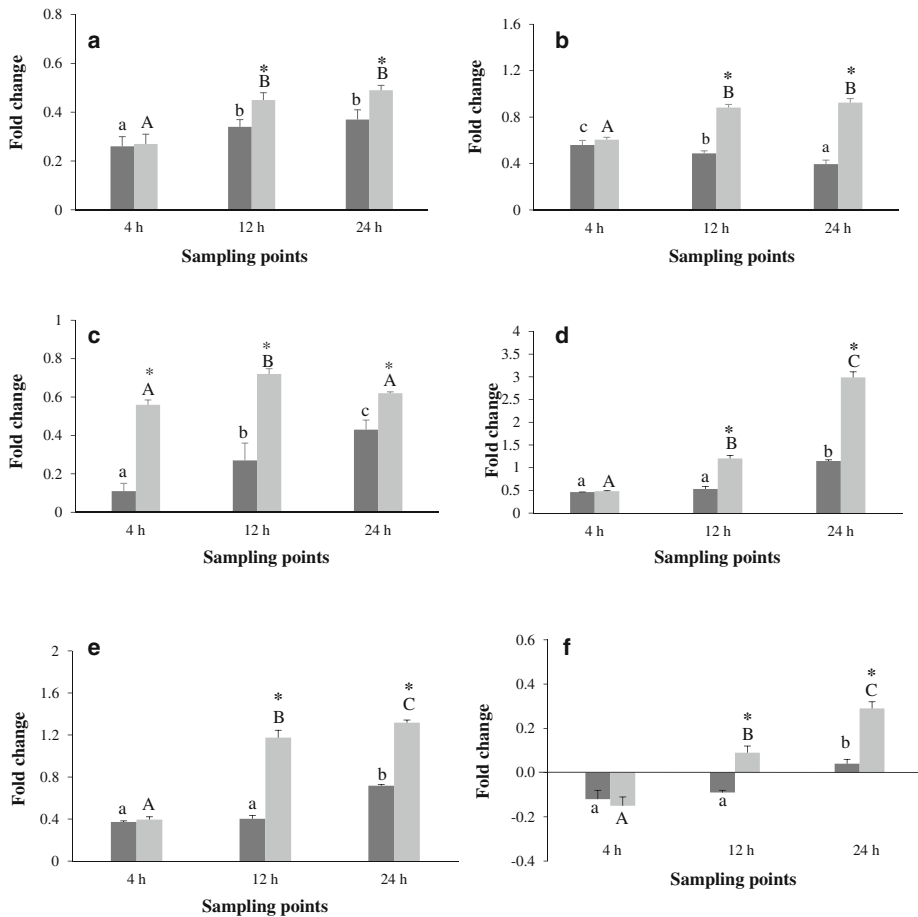 a
Fold change
0.8
0.6
0.4
0.2
0
a A
b B *
b B *
4 h 12 h 24 h
Sampling points
b
Fold change
1.6
1.2
0.8
0.4
0
c A
b B *
a B *
4 h 12 h 24 h
Sampling points
c
Fold change
1
0.8
0.6
0.4
0.2
0
a A *
b B *
c A *
4 h 12 h 24 h
Sampling points
d
Fold change
4
3.5
3
2.5
2
1.5
1
0.5
0
a A
a B *
b C *
4 h 12 h 24 h
Sampling points
e
Fold change
2
1.6
1.2
0.8
0.4
0
a A
a B *
b C *
4 h 12 h 24 h
Sampling points
f
Fold change
0.6
0.4
0.2
0.0
-0.2
-0.4
a A
a B *
b C *
4 h 12 h 24 h
Sampling points